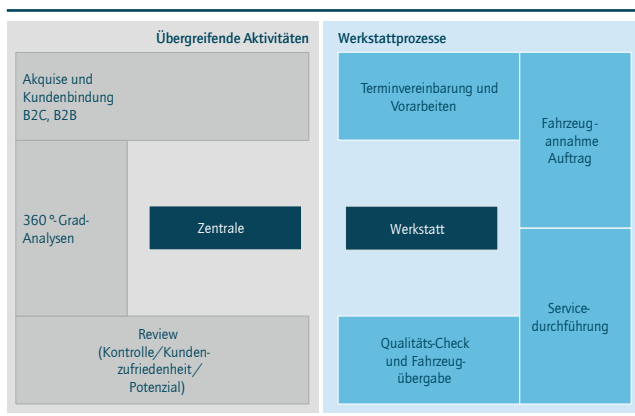 Übergreifende Aktivitäten
Akquise und
Kundenbindung
B2C, B2B
360°-Grad-
Analysen
Zentrale
Review
(Kontrolle/Kunden-
zufriedenheit/
Potenzial)
Werkstattprozesse
Terminvereinbarung und
Vorarbeiten
Fahrzeug-
annahme
Auftrag
Werkstatt
Service-
durchführung
Qualitäts-Check
und Fahrzeug-
übergabe